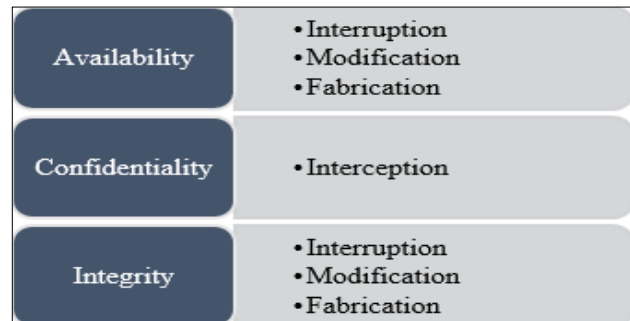 Availability
•Interruption
•Modification
•Fabrication
Confidentiality
•Interception
Integrity
•Interruption
•Modification
•Fabrication